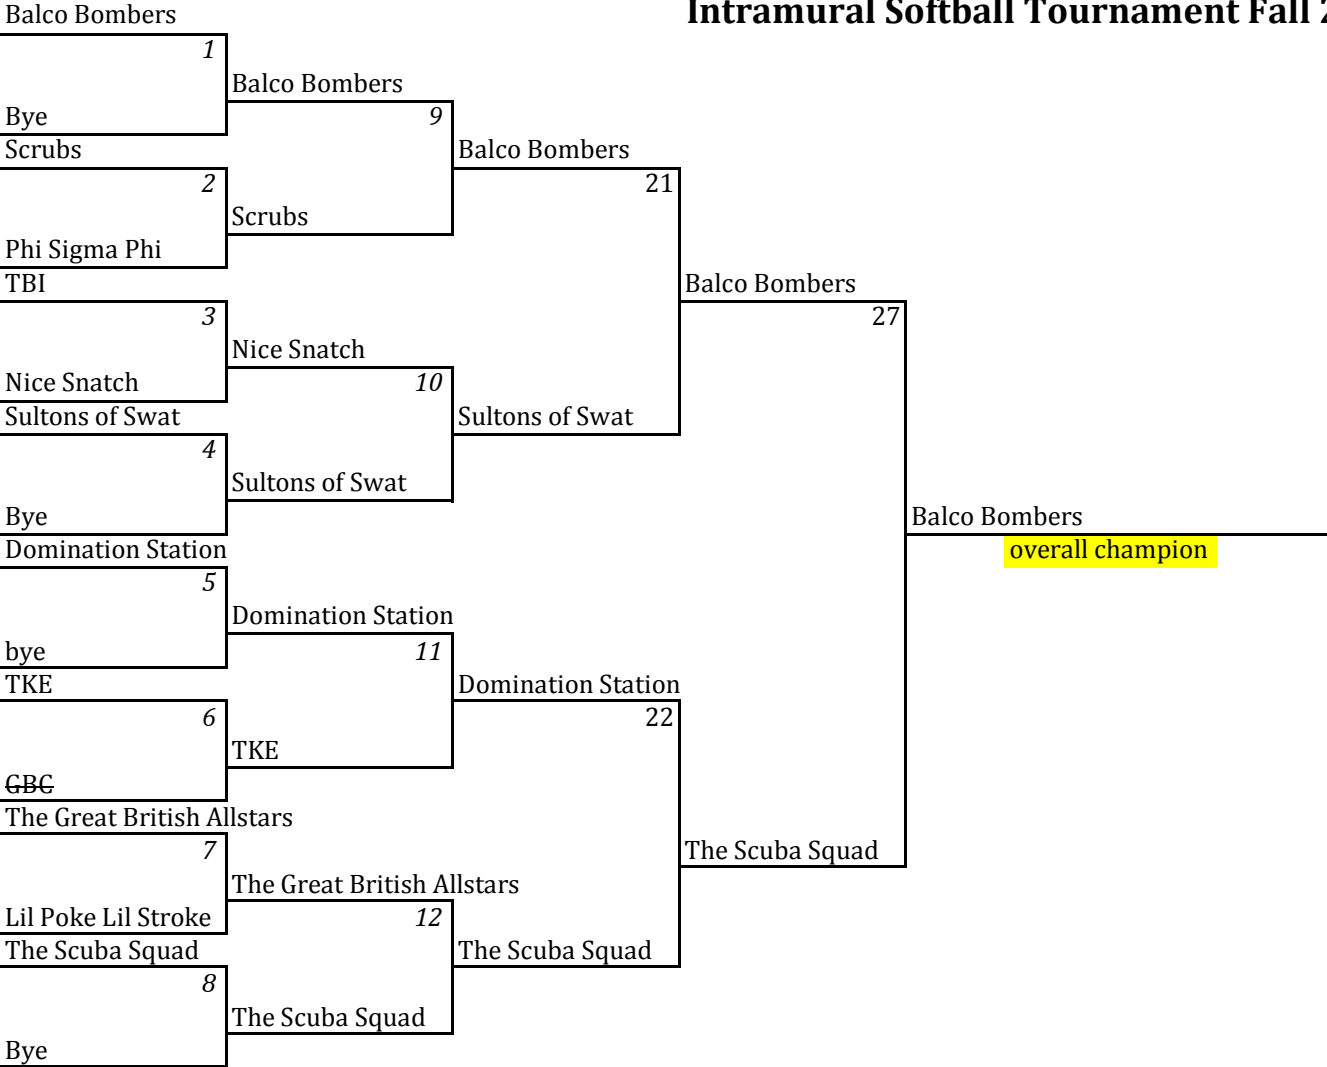 Intramural Softball Tournament Fall
Balco Bombers
1
Balco Bombers
Bye
9
Scrubs
Balco Bombers
2
21
Scrubs
Phi Sigma Phi
TBI
Balco Bombers
3
27
Nice Snatch
Nice Snatch
10
Sultons of Swat
Sultons of Swat
4
Sultons of Swat
Bye
Balco Bombers
Domination Station
overall champion
5
Domination Station
bye
11
TKE
Domination Station
6
22
TKE
GBC
The Great British Allstars
7
The Scuba Squad
The Great British Allstars
Lil Poke Lil Stroke
12
The Scuba Squad
The Scuba Squad
8
The Scuba Squad
Bye